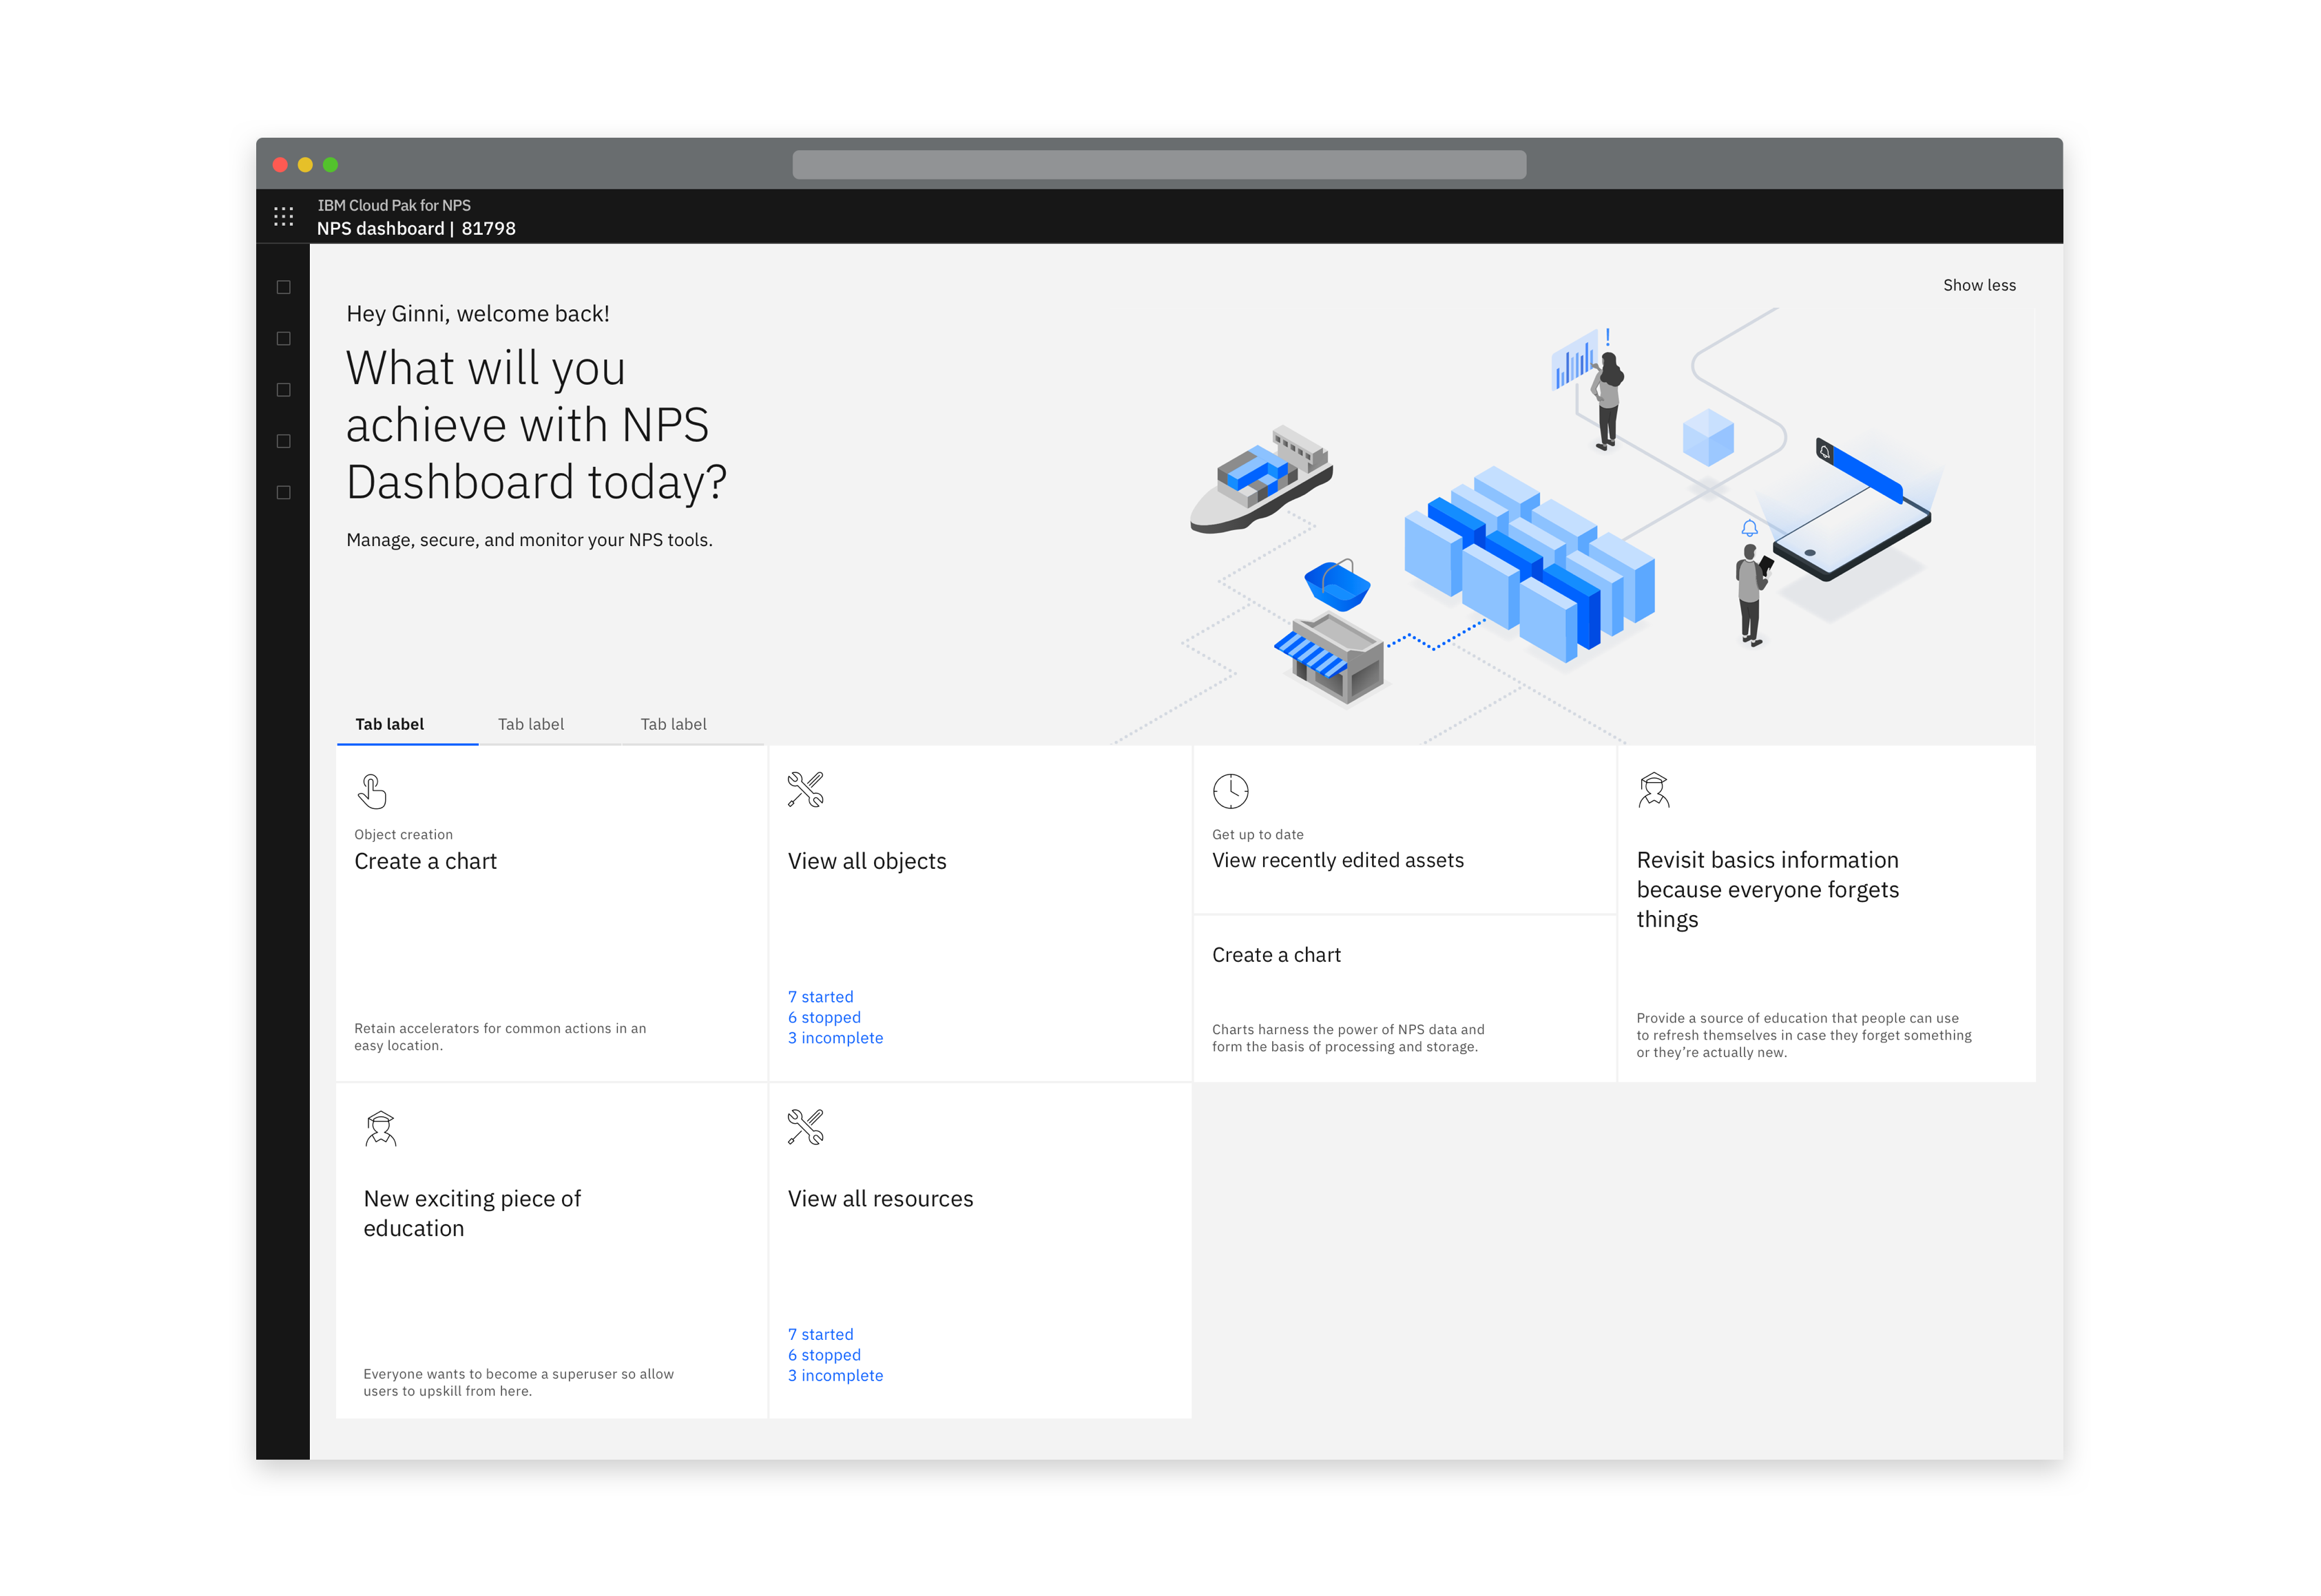 IBM Cloud Pak for NPS
NPS dashboard | 81798
Show less
Hey Ginni, welcome back!
What will you
achieve with NPS
Dashboard today?
Manage, secure, and monitor your NPS tools.
!
Tab label
Tab label
Tab label
Object creation
Create a chart
Retain accelerators for common actions in an
easy location.
View all objects
7 started
6 stopped
3 incomplete
Get up to date
View recently edited assets
Create a chart
Charts harness the power of NPS data and
form the basis of processing and storage.
Revisit basics information
because everyone forgets
things
Provide a source of education that people can use
to refresh themselves in case they forget something
or they’re actually new.
New exciting piece of
education
Everyone wants to become a superuser so allow
users to upskill from here.
View all resources
7 started
6 stopped
3 incomplete